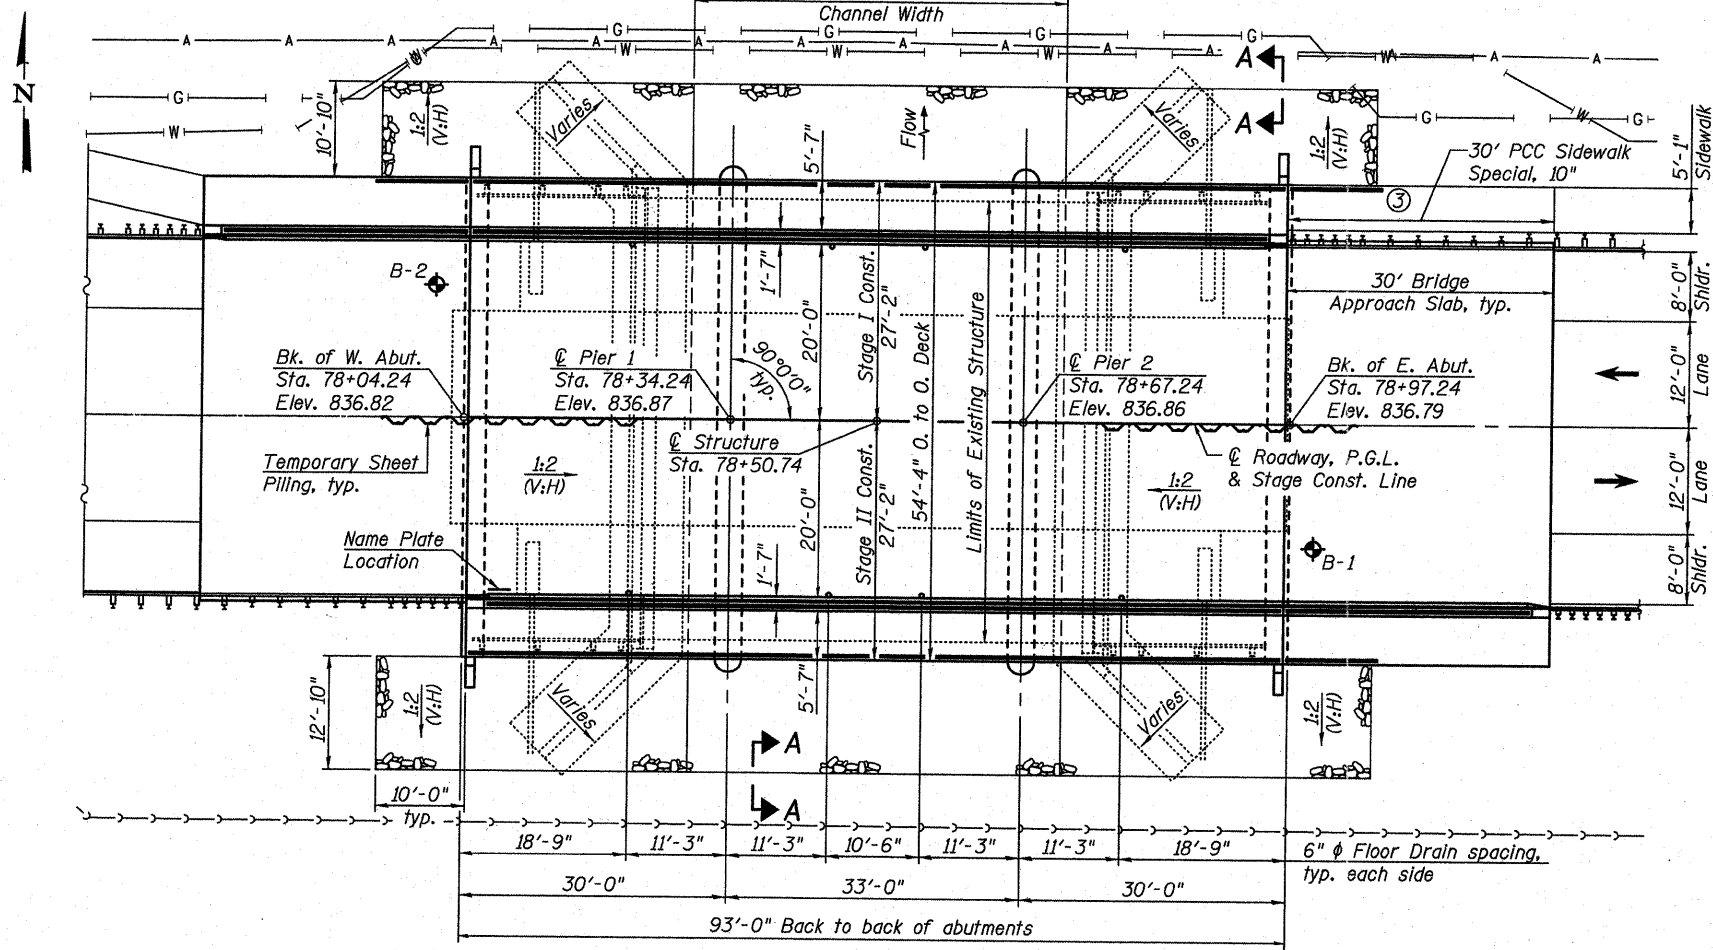 Channel Width
A A A A A A A A A A A A A
G G G G
W W W W
N
G
W
G W G
10'-10"
1:2
(V:H)
Varies
5'-7"
Flow
Varies
A
A
1:2
(V:H)
30' PCC Sidewalk
Special, 10"
5'-1"
Sidewalk
3
B-2
1'-7"
30' Bridge
Approach Slab, typ.
8'-0"
Shldr.
Bk. of W. Abut.
Sta. 78+04.24
Elev. 836.82
℄ Pier 1
Sta. 78+34.24
Elev. 836.87
90°0'0"
typ.
20'-0"
Stage I Const.
27'-2"
54'-4" O. to O. Deck
Limits of Existing Structure
℄ Pier 2
Sta. 78+67.24
Elev. 836.86
Bk. of E. Abut.
Sta. 78+97.24
Elev. 836.79
12'-0"
Lane
℄ Structure
Sta. 78+50.74
Temporary Sheet
Piling, typ.
1:2
(V:H)
20'-0"
Stage II Const.
27'-2"
1:2
(V:H)
℄ Roadway, P.G.L.
& Stage Const. Line
12'-0"
Lane
Name Plate
Location
1'-7"
B-1
8'-0"
Shldr.
12'-10"
1:2
(V:H)
Varies
5'-7"
Varies
1:2
(V:H)
A
A
10'-0"
typ.
18'-9" 11'-3" 11'-3" 10'-6" 11'-3" 11'-3" 18'-9"
6" ϕ Floor Drain spacing,
typ. each side
30'-0" 33'-0" 30'-0"
93'-0" Back to back of abutments